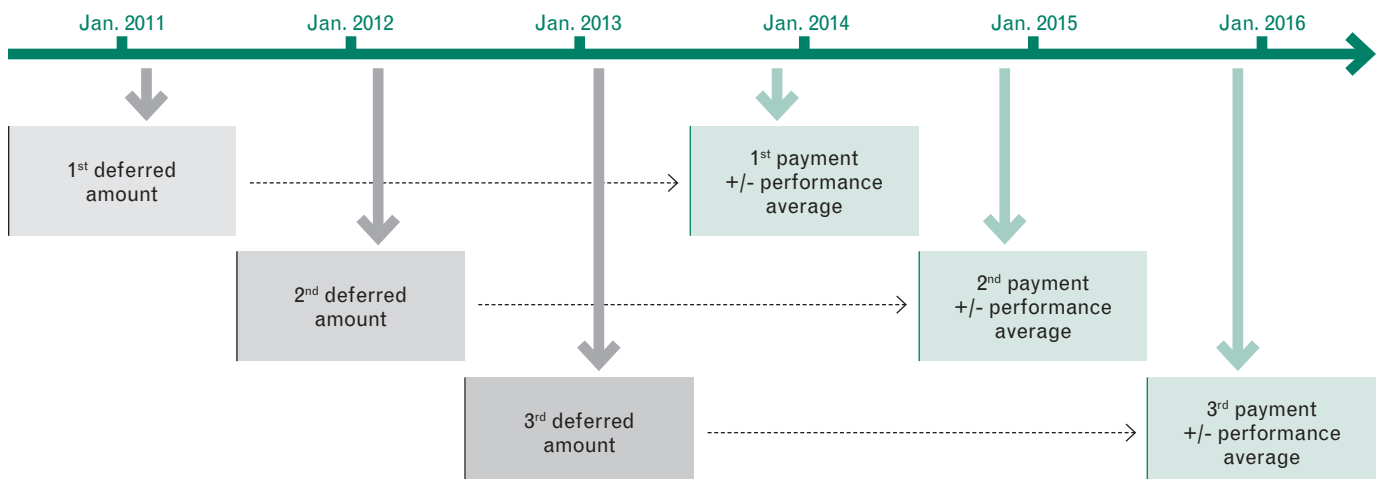 Jan. 2011
Jan. 2012
Jan. 2013
Jan. 2014
Jan. 2015
Jan. 2016
1st deferred
amount
1st payment
+/- performance
average
2nd deferred
amount
2nd payment
+/- performance
average
3rd deferred
amount
3rd payment
+/- performance
average